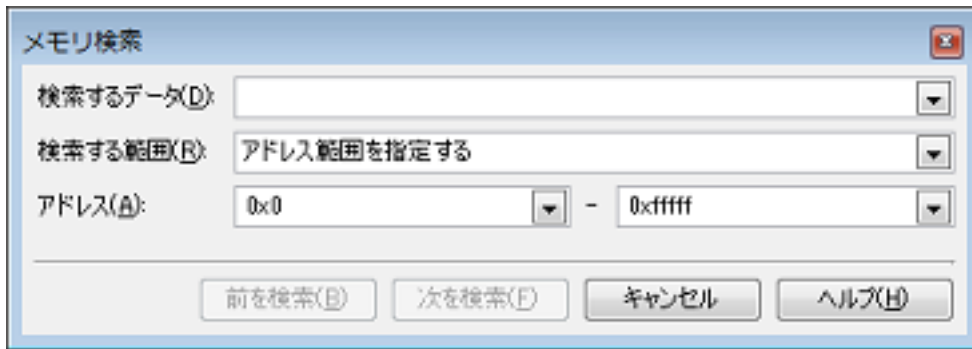 メモリ検索
検索するデータ(D):
検索する範囲(R): アドレス範囲を指定する
アドレス(A): 0x0 - 0xfffff
前を検索(B) 次を検索(F) キャンセル ヘルプ(H)